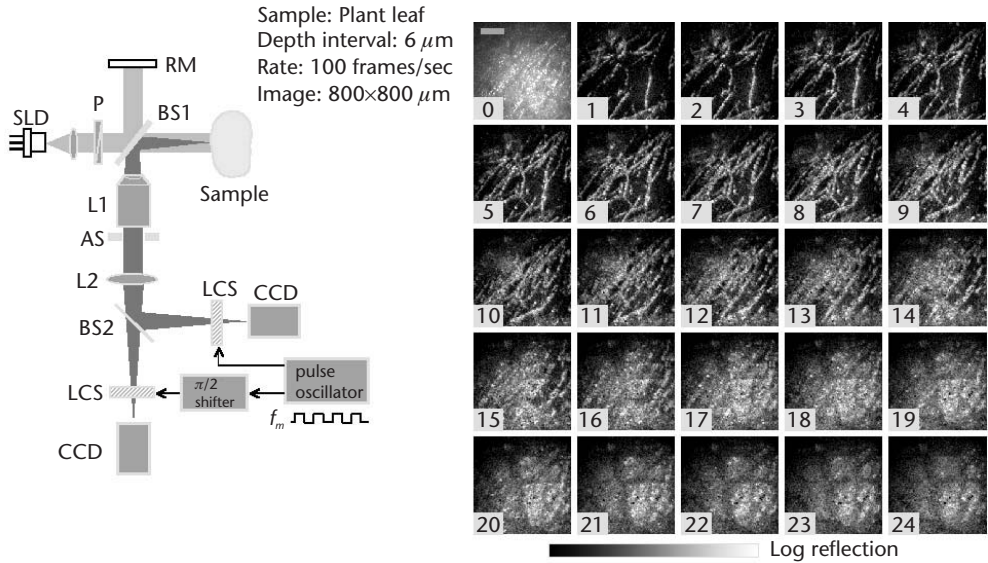 Sample: Plant leaf
Depth interval: 6 μm
Rate: 100 frames/sec
Image: 800×800 μm
RM
P
BS1
SLD
Sample
L1
AS
L2
LCS
CCD
BS2
LCS
π/2
shifter
pulse
oscillator
fm
CCD
0
1
2
3
4
5
6
7
8
9
10
11
12
13
14
15
16
17
18
19
20
21
22
23
24
Log reflection